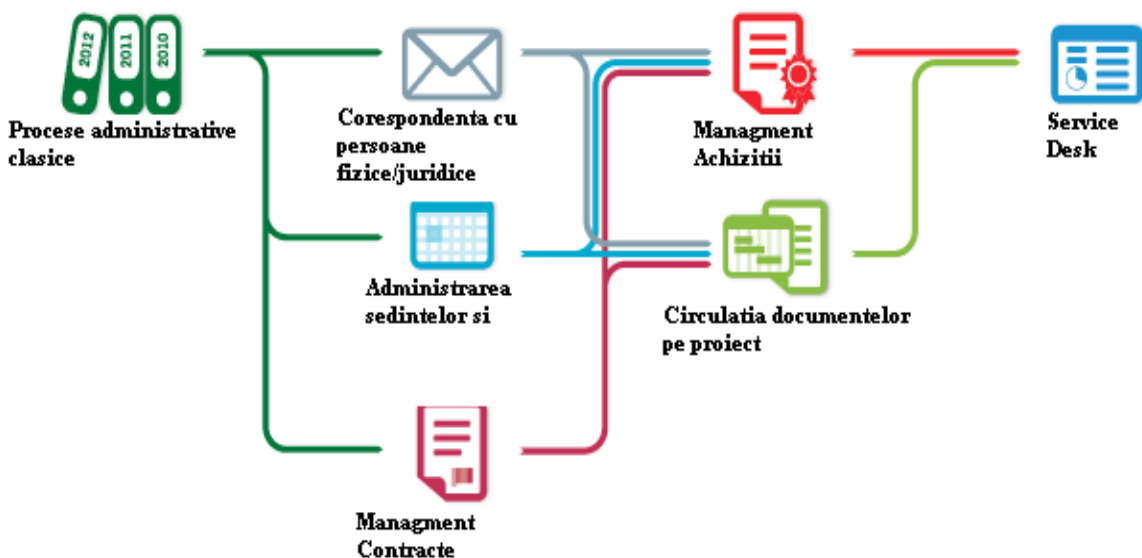 2012
2011
2010
Procese administrative
clasice
Corespondenta cu
persoane
fizice/juridice
Managment
Achizitii
Service
Desk
Administrarea
sedintelor si
Circulatia documentelor
pe proiect
Managment
Contracte